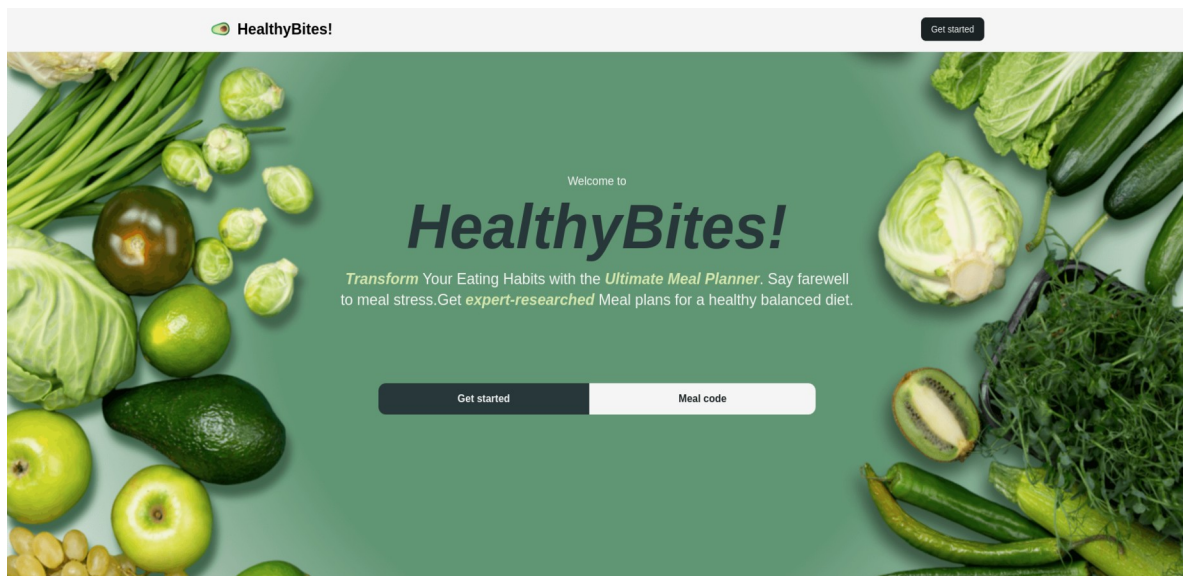 HealthyBites!
Get started
Welcome to
HealthyBites!
Transform Your Eating Habits with the Ultimate Meal Planner. Say farewell
to meal stress.Get expert-researched Meal plans for a healthy balanced diet.
Get started
Meal code